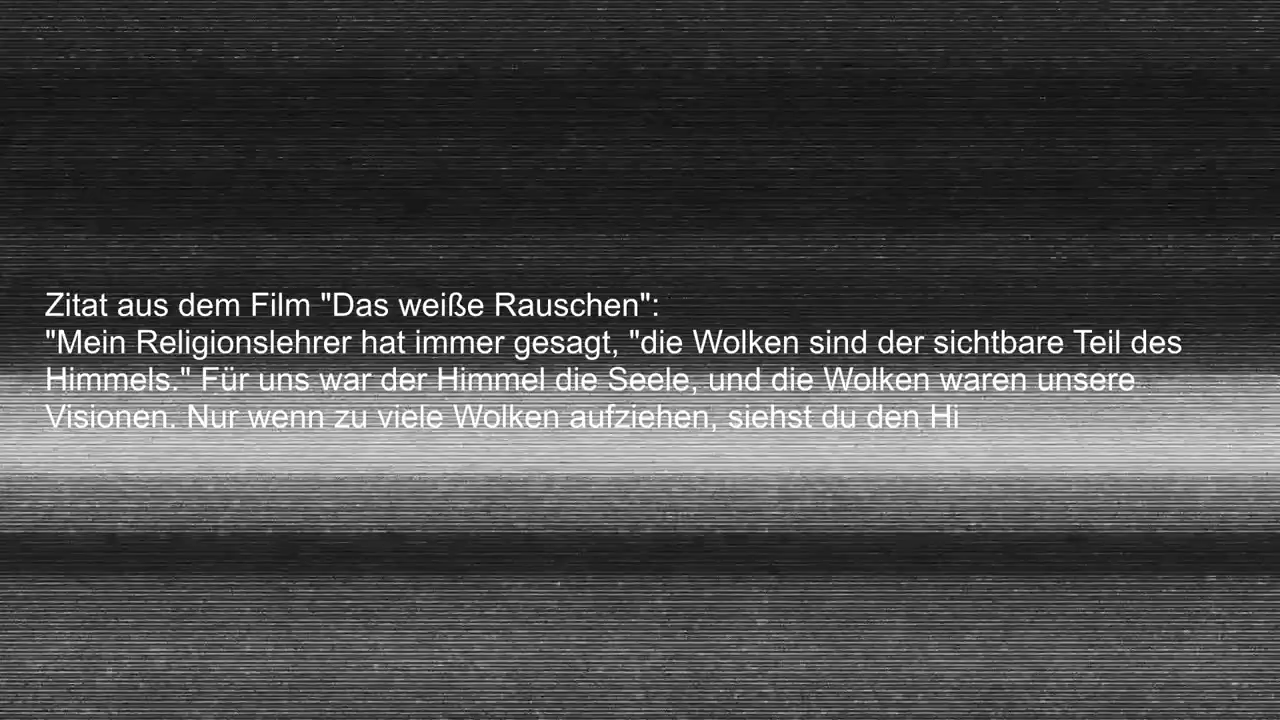 Zitat aus dem Film "Das weiße Rauschen":
"Mein Religionslehrer hat immer gesagt, "die Wolken sind der sichtbare Teil des
Himmels." Für uns war der Himmel die Seele, und die Wolken waren unsere
Visionen. Nur wenn zu viele Wolken aufziehen, siehst du den Hi